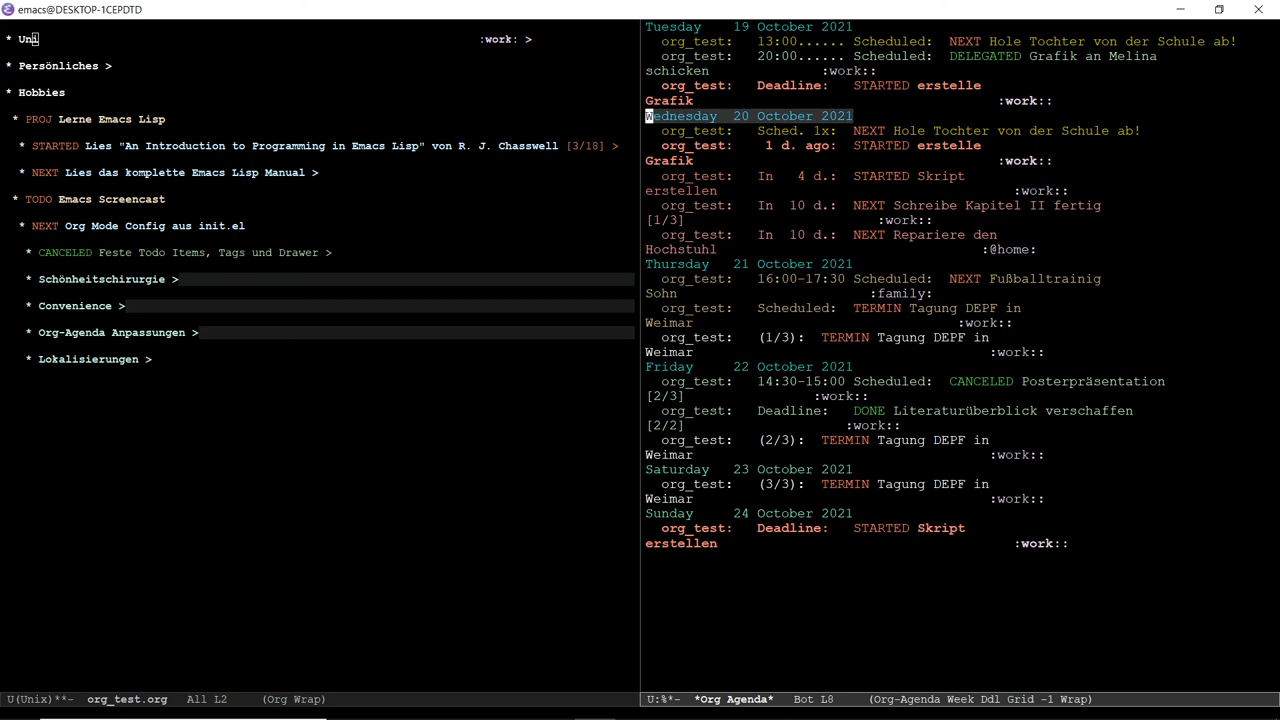 emacs@DESKTOP-1CEPDTD
* Uni :work: >
* Persönliches >
* Hobbies
* PROJ Lerne Emacs Lisp
* STARTED Lies "An Introduction to Programming in Emacs Lisp" von R. J. Chasswell [3/18] >
* NEXT Lies das komplette Emacs Lisp Manual >
* TODO Emacs Screencast
* NEXT Org Mode Config aus init.el
* CANCELED Feste Todo Items, Tags und Drawer >
* Schönheitschirurgie >
* Convenience >
* Org-Agenda Anpassungen >
* Lokalisierungen >
U(Unix)**- org_test.org All L2 (Org Wrap)
Tuesday 19 October 2021
org_test: 13:00...... Scheduled: NEXT Hole Tochter von der Schule ab!
org_test: 20:00...... Scheduled: DELEGATED Grafik an Melina
schicken :work::
org_test: Deadline: STARTED erstelle
Grafik :work::
Wednesday 20 October 2021
org_test: Sched. 1x: NEXT Hole Tochter von der Schule ab!
org_test: 1 d. ago: STARTED erstelle
Grafik :work::
org_test: In 4 d.: STARTED Skript
erstellen :work::
org_test: In 10 d.: NEXT Schreibe Kapitel II fertig
[1/3] :work::
org_test: In 10 d.: NEXT Repariere den
Hochstuhl :@home:
Thursday 21 October 2021
org_test: 16:00-17:30 Scheduled: NEXT Fußballtrainig
Sohn :family:
org_test: Scheduled: TERMIN Tagung DEPF in
Weimar :work::
org_test: (1/3): TERMIN Tagung DEPF in
Weimar :work::
Friday 22 October 2021
org_test: 14:30-15:00 Scheduled: CANCELED Posterpräsentation
[2/3] :work::
org_test: Deadline: DONE Literaturüberblick verschaffen
[2/2] :work::
org_test: (2/3): TERMIN Tagung DEPF in
Weimar :work::
Saturday 23 October 2021
org_test: (3/3): TERMIN Tagung DEPF in
Weimar :work::
Sunday 24 October 2021
org_test: Deadline: STARTED Skript
erstellen :work::
U:%*- *Org Agenda* Bot L8 (Org-Agenda Week Ddl Grid -1 Wrap)